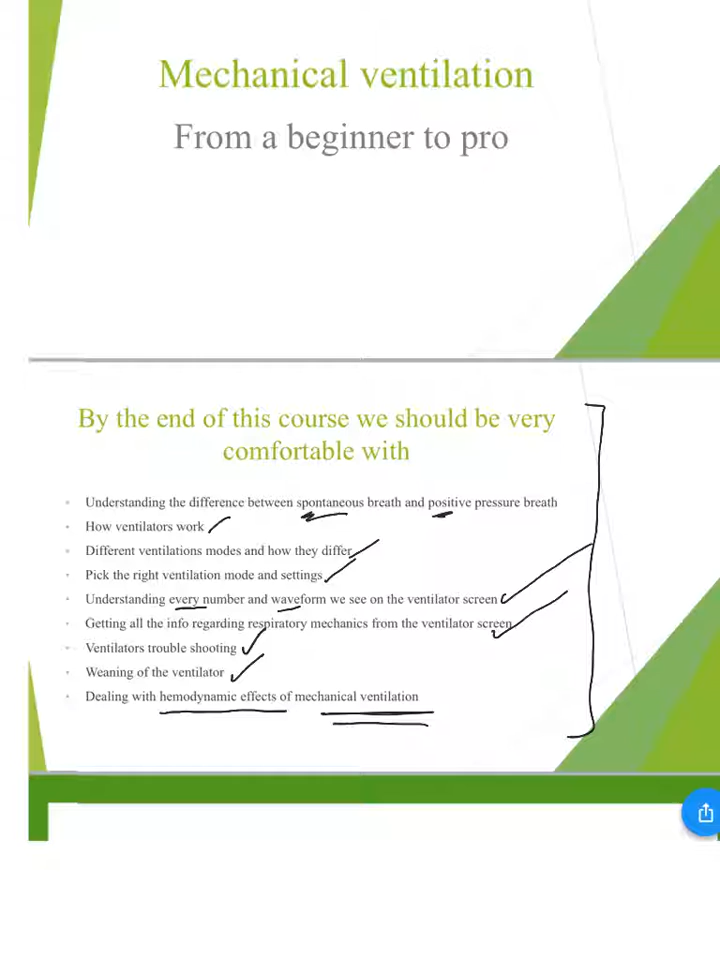 Mechanical ventilation
From a beginner to pro
By the end of this course we should be very
comfortable with
Understanding the difference between spontaneous breath and positive pressure breath
How ventilators work
Different ventilations modes and how they differ
Pick the right ventilation mode and settings
Understanding every number and waveform we see on the ventilator screen
Getting all the info regarding respiratory mechanics from the ventilator screen
Ventilators trouble shooting
Weaning of the ventilator
Dealing with hemodynamic effects of mechanical ventilation